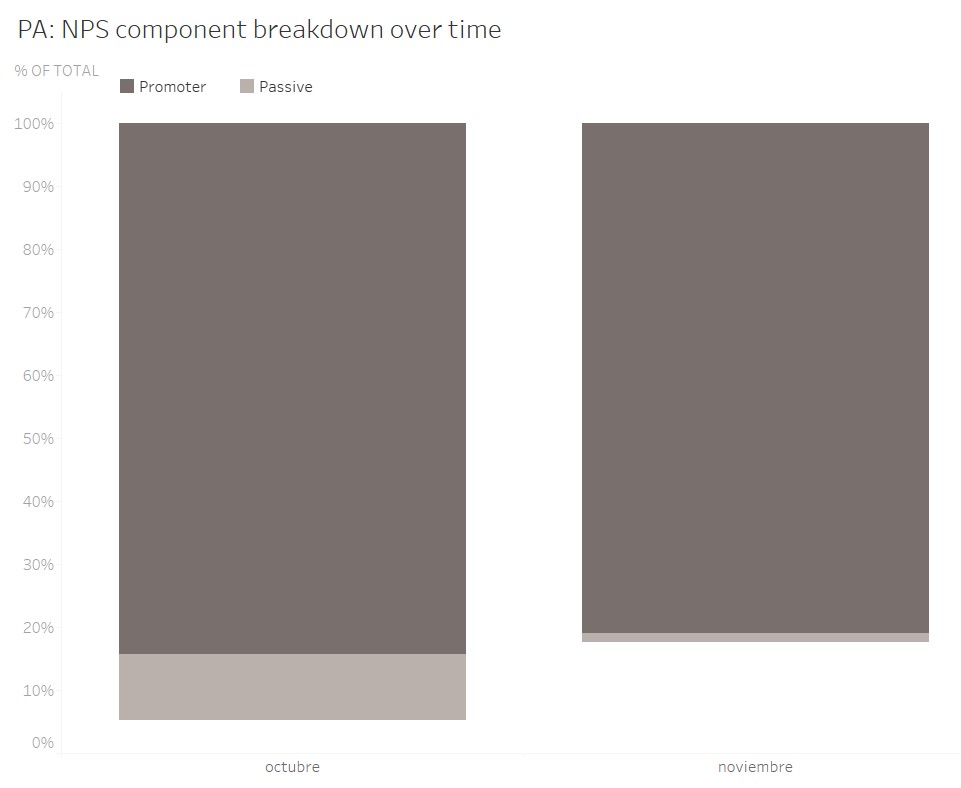 PA: NPS component breakdown over time
% OF TOTAL
Promoter Passive
100%
90%
80%
70%
60%
50%
40%
30%
20%
10%
0%
octubre noviembre